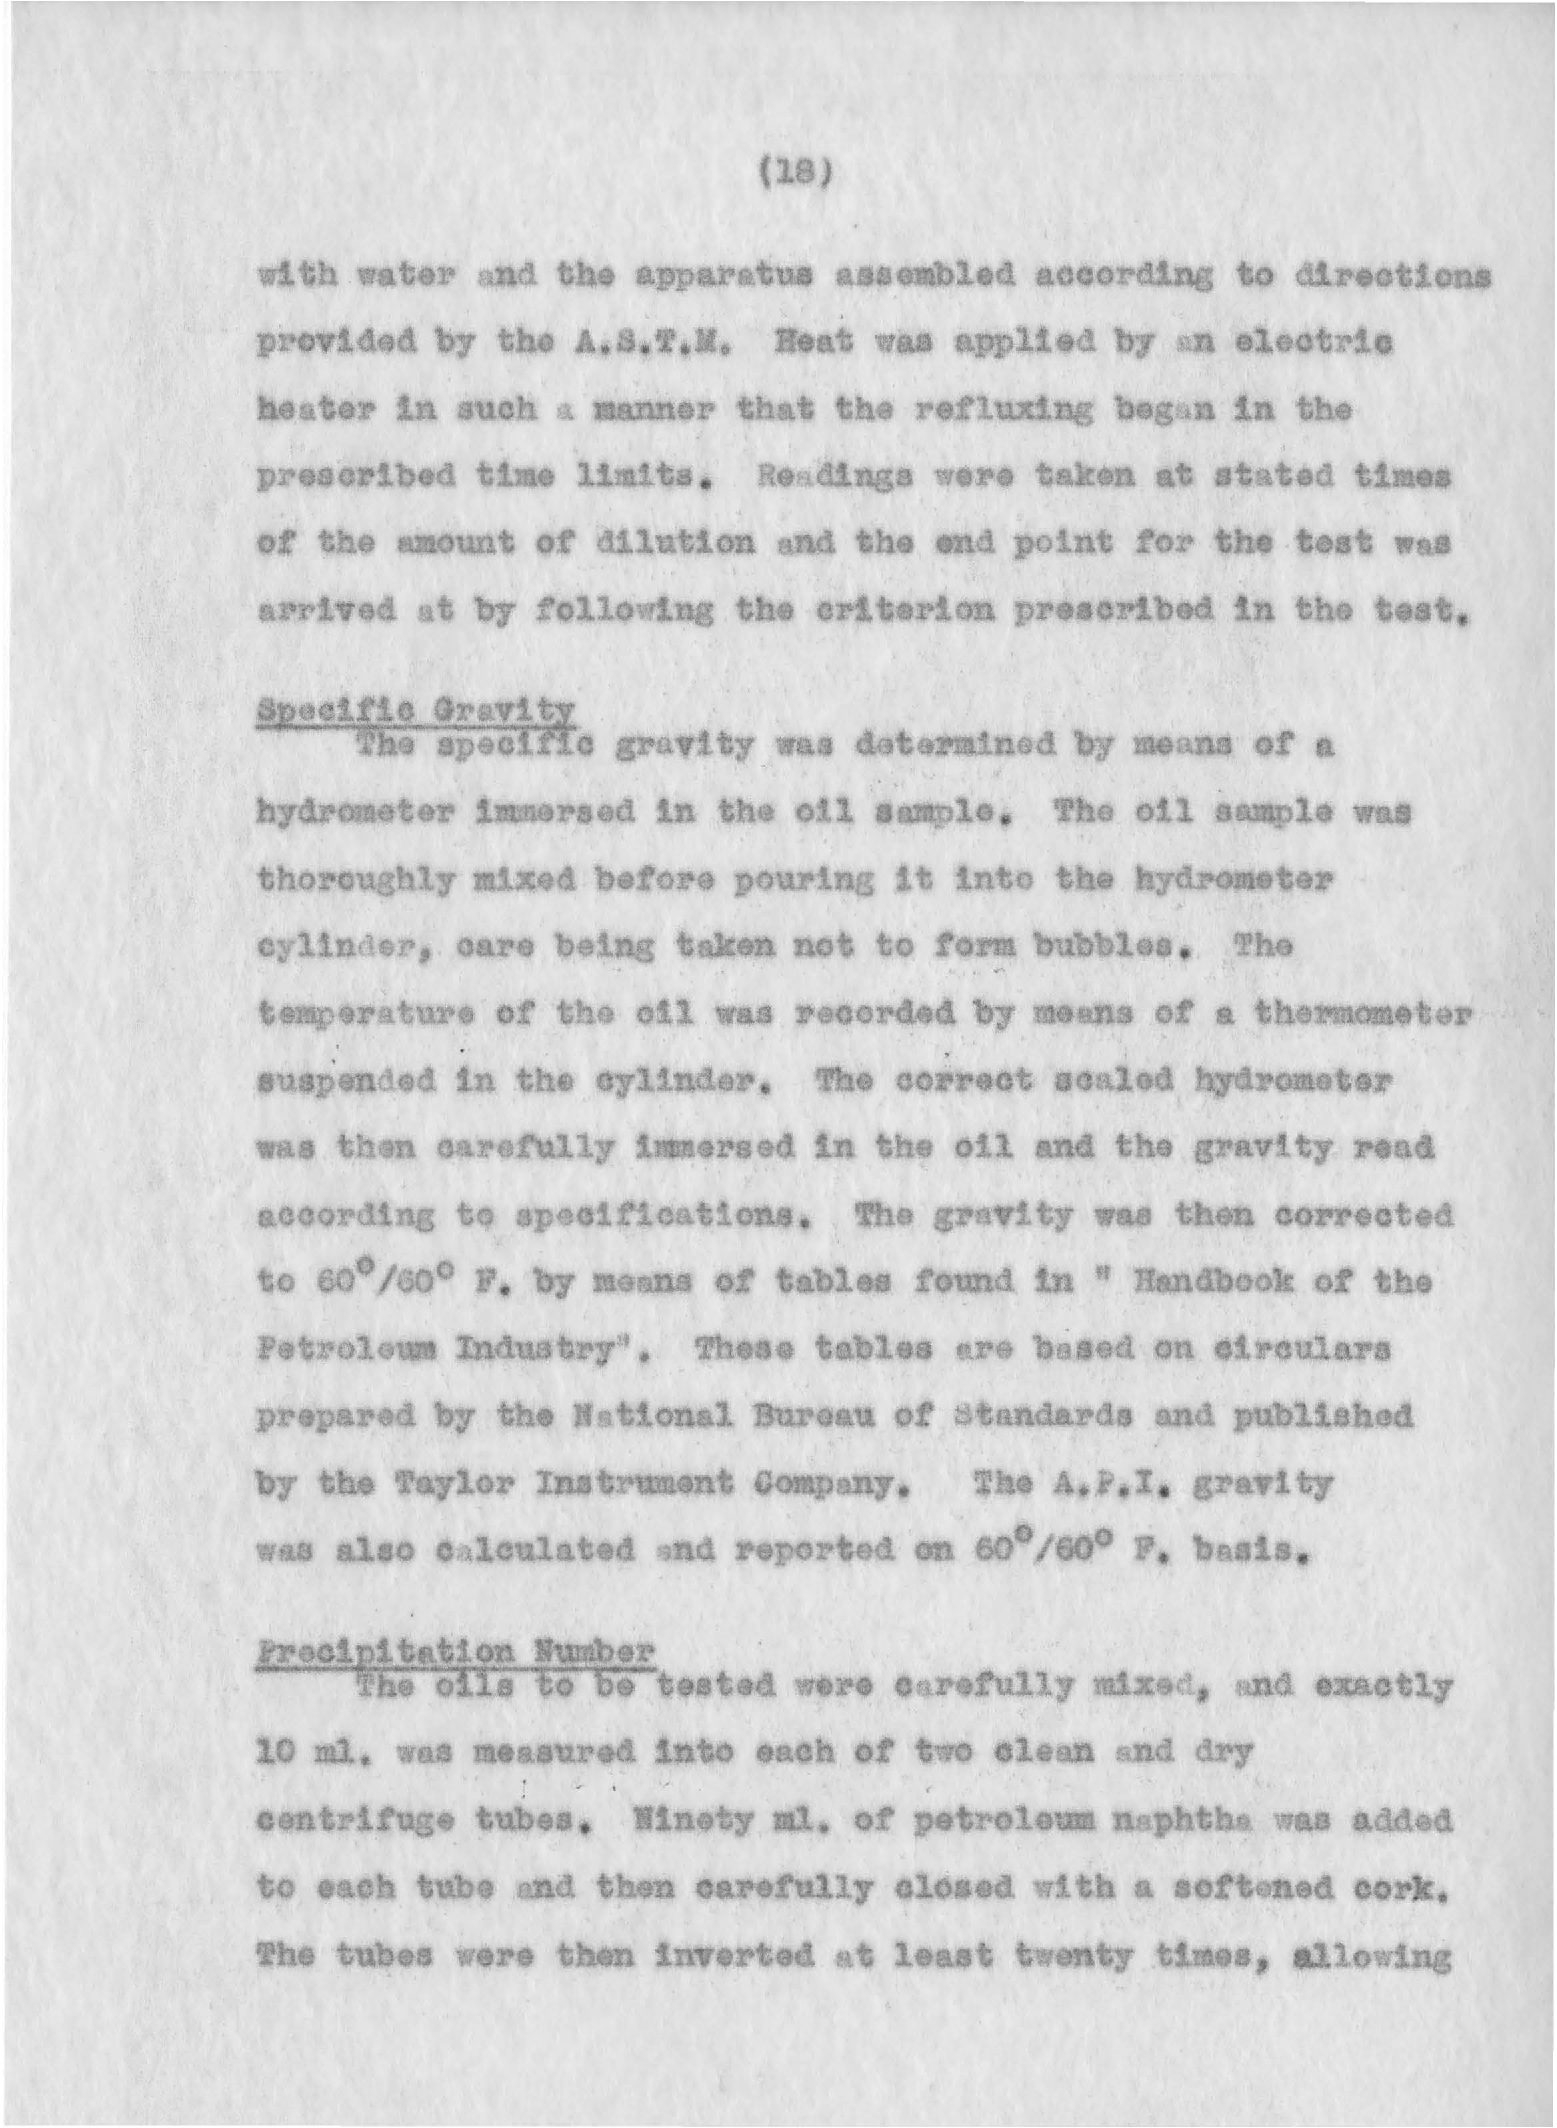 (18)
with water and the apparatus assembled according to directions
provided by the A.S.T.M. Heat was applied by an electric
heater in such a manner that the refluxing began in the
prescribed time limits. Readings were taken at stated times
of the amount of dilution and the end point for the test was
arrived at by following the criterion prescribed in the test.
Specific Gravity
The specific gravity was determined by means of a
hydrometer immersed in the oil sample. The oil sample was
thoroughly mixed before pouring it into the hydrometer
cylinder, care being taken not to form bubbles. The
temperature of the oil was recorded by means of a thermometer
suspended in the cylinder. The correct scaled hydrometer
was then carefully immersed in the oil and the gravity read
according to specifications. The gravity was then corrected
to 60°/60° F. by means of tables found in " Handbook of the
Petroleum Industry". These tables are based on circulars
prepared by the National Bureau of Standards and published
by the Taylor Instrument Company. The A.P.I. gravity
was also calculated and reported on 60°/60° F. basis.
Precipitation Number
The oils to be tested were carefully mixed, and exactly
10 ml. was measured into each of two clean and dry
centrifuge tubes. Ninety ml. of petroleum naphtha was added
to each tube and then carefully closed with a softened cork.
The tubes were then inverted at least twenty times, allowing